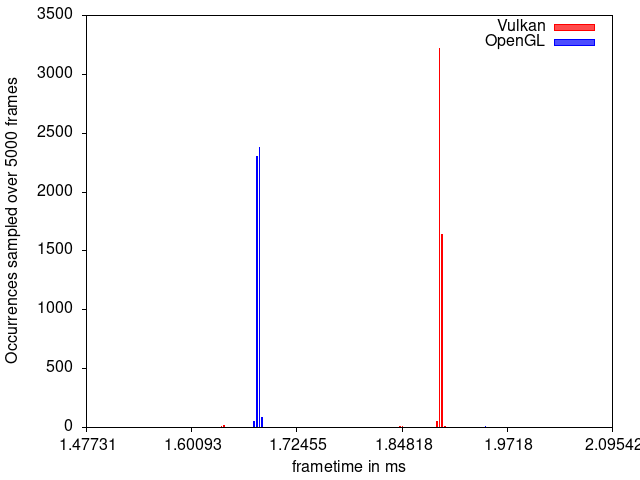 3500
3000
2500
2000
1500
1000
500
0
Occurrences sampled over 5000 frames
Vulkan
OpenGL
1.47731 1.60093 1.72455 1.84818 1.9718 2.09542
frametime in ms